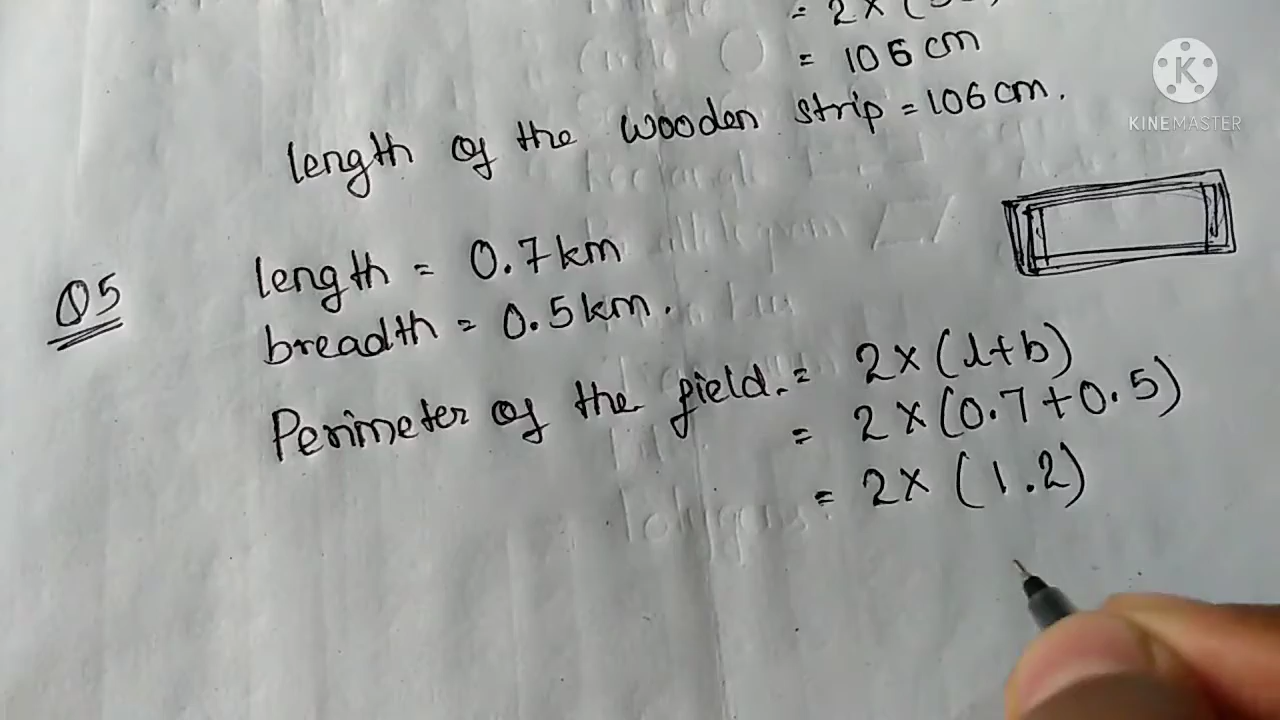 = 2×(
= 106 cm
length of the wooden strip = 106 cm.
K
KINEMASTER
Q5
length = 0.7 km
breadth = 0.5 km.
Perimeter of the field. = 2×(l+b)
= 2×(0.7+0.5)
= 2×(1.2)